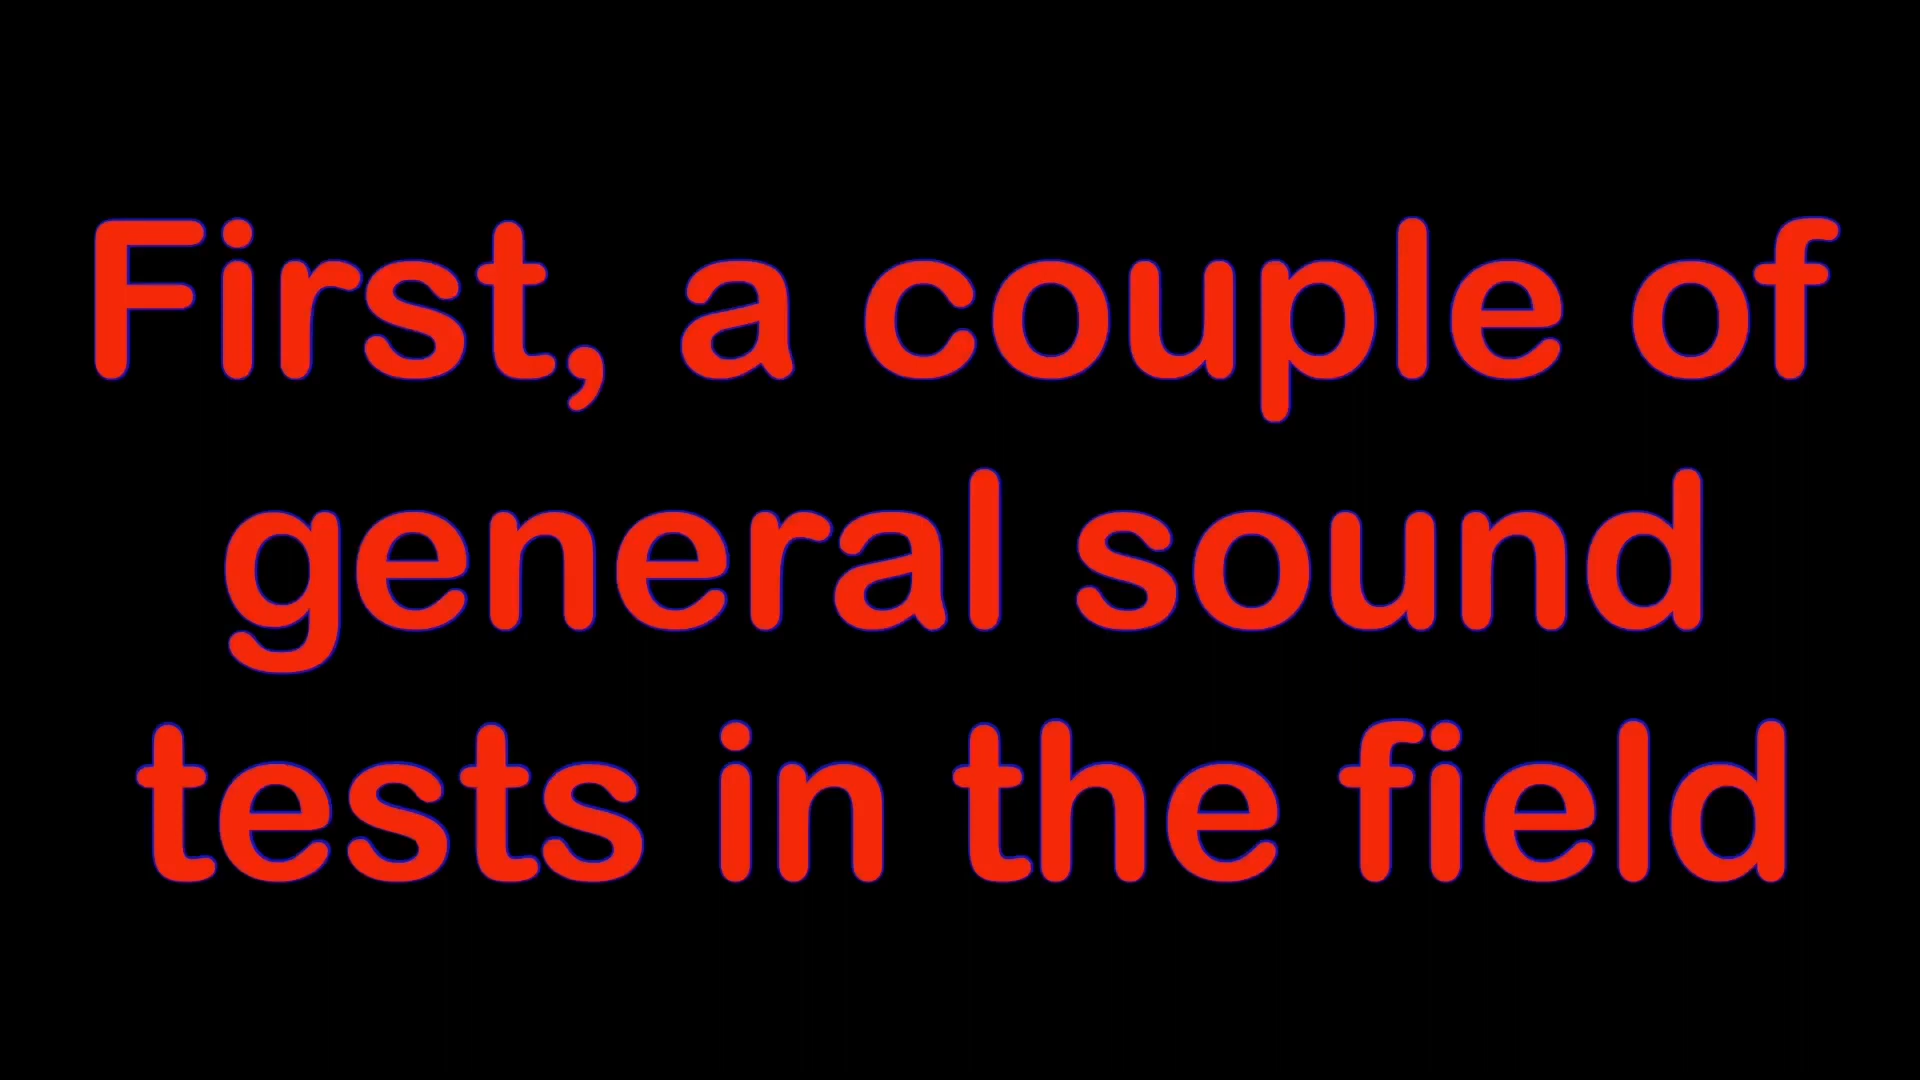 First, a couple of
general sound
tests in the field